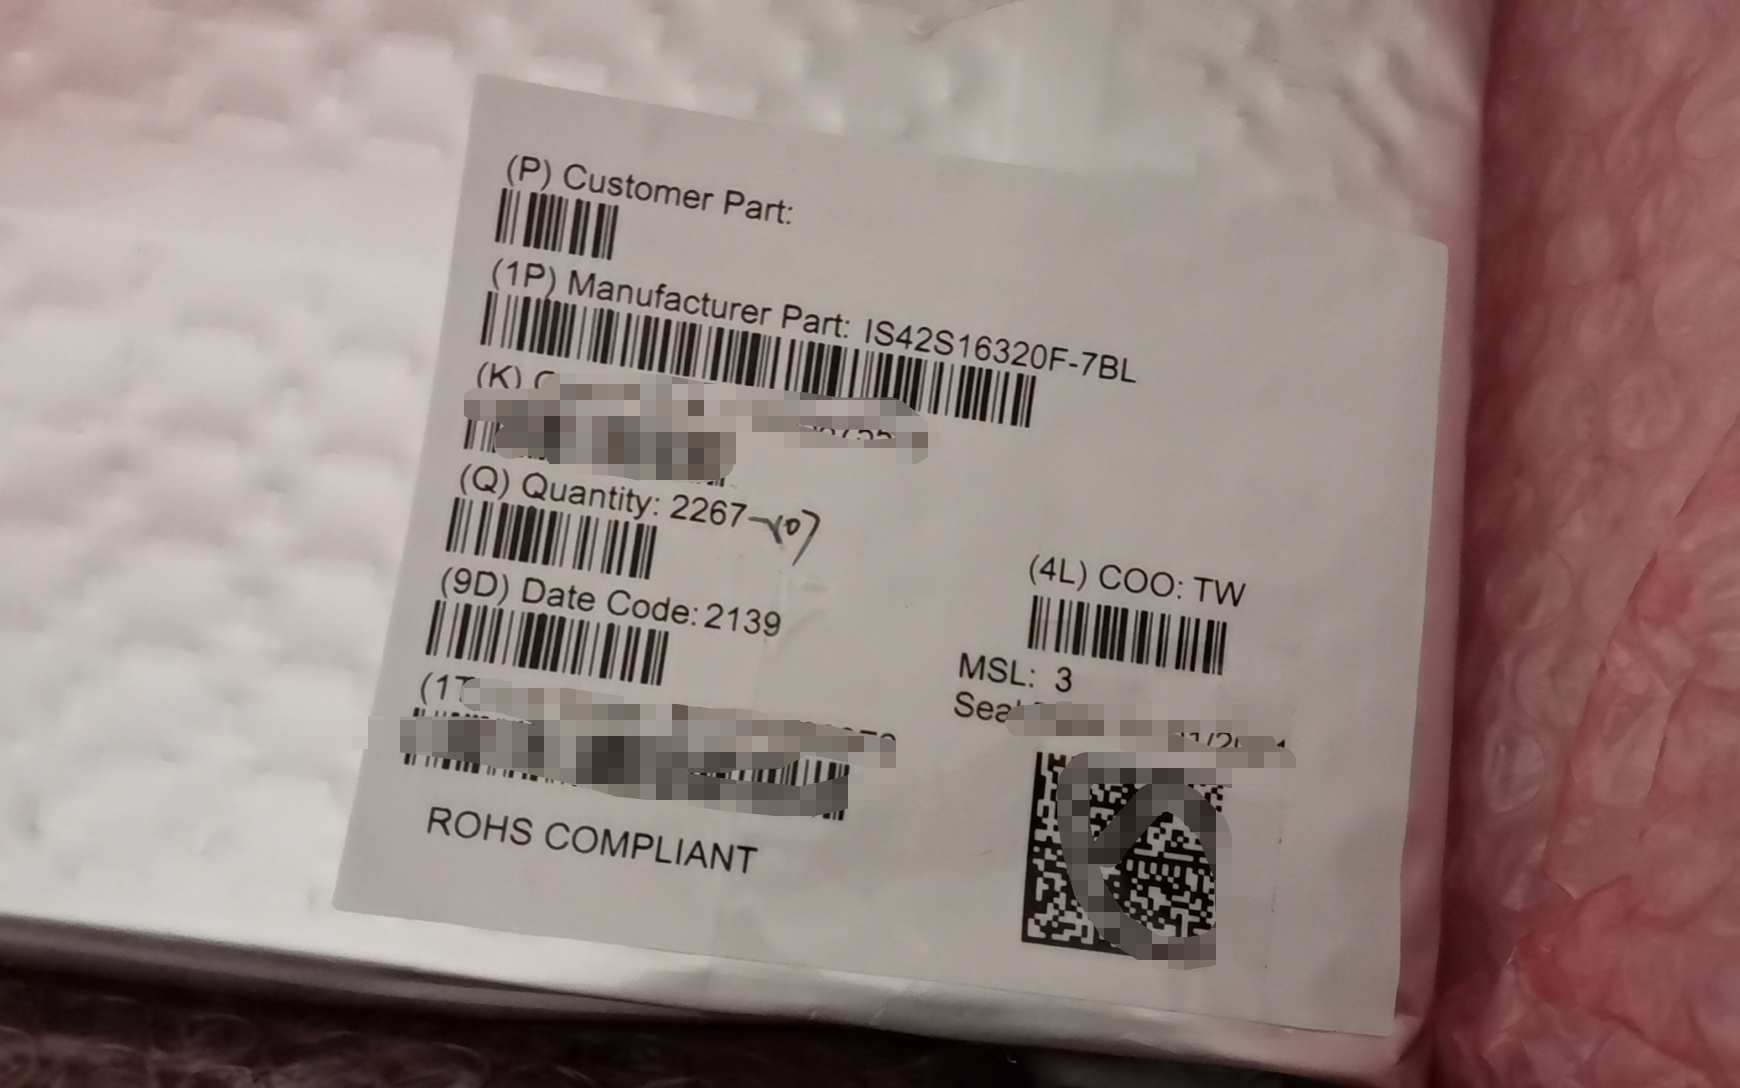 (P) Customer Part:
(1P) Manufacturer Part: IS42S16320F-7BL
(K)
(Q) Quantity: 2267
(9D) Date Code: 2139
(4L) COO: TW
MSL: 3
(1T
ROHS COMPLIANT